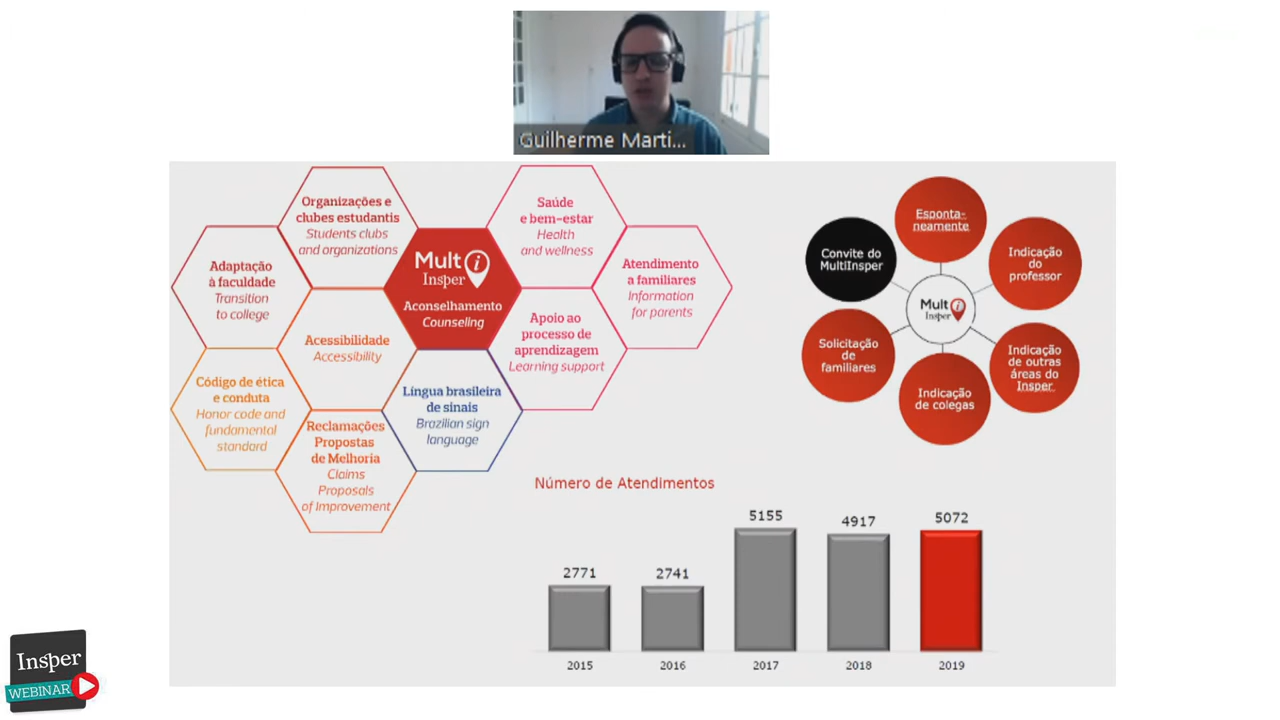 Guilherme Marti...
Organizações e
clubes estudantis
Students clubs
and organizations
Saúde
e bem-estar
Health
and wellness
Adaptação
à faculdade
Transition
to college
Mult i
Insper
Aconselhamento
Counseling
Atendimento
a familiares
Information
for parents
Acessibilidade
Accessibility
Apoio ao
processo de
aprendizagem
Learning support
Código de ética
e conduta
Honor code and
fundamental
standard
Língua brasileira
de sinais
Brazilian sign
language
Reclamações
Propostas
de Melhoria
Claims
Proposals
of Improvement
Esponta-
neamente
Convite do
MultiInsper
Indicação
do
professor
Mult i
Insper
Solicitação
de
familiares
Indicação
de outras
áreas do
Insper
Indicação
de colegas
Número de Atendimentos
2771
2741
5155
4917
5072
2015
2016
2017
2018
2019
Insper
WEBINAR